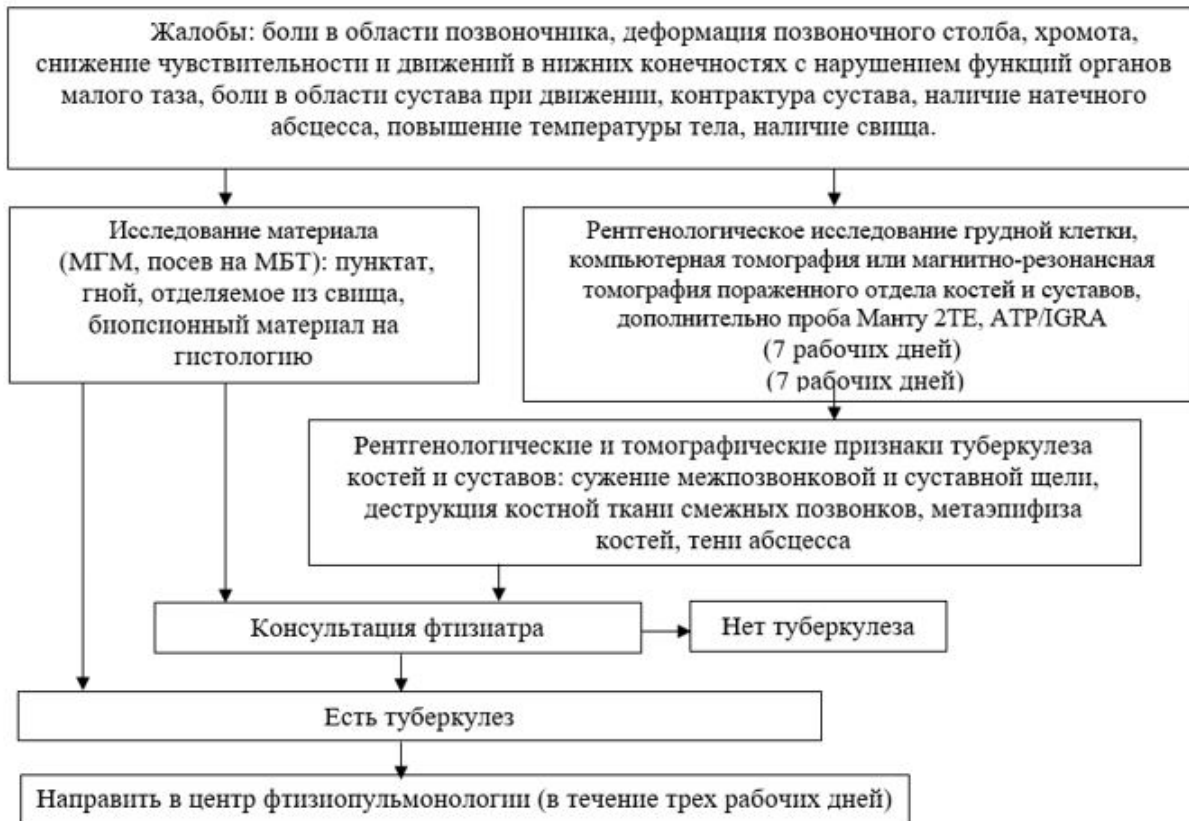 Жалобы: боли в области позвоночника, деформация позвоночного столба, хромота,
снижение чувствительности и движений в нижних конечностях с нарушением функций органов
малого таза, боли в области сустава при движении, контрактура сустава, наличие натечного
абсцесса, повышение температуры тела, наличие свища.
Исследование материала
(МГМ, посев на МБТ): пунктат,
гной, отделяемое из свища,
биопсионный материал на
гистологию
Рентгенологическое исследование грудной клетки,
компьютерная томография или магнитно-резонансная
томография пораженного отдела костей и суставов,
дополнительно проба Манту 2ТЕ, АТР/IGRA
(7 рабочих дней)
(7 рабочих дней)
Рентгенологические и томографические признаки туберкулеза
костей и суставов: сужение межпозвонковой и суставной щели,
деструкция костной ткани смежных позвонков, метаэпифиза
костей, тени абсцесса
Консультация фтизиатра
Нет туберкулеза
Есть туберкулез
Направить в центр фтизиопульмонологии (в течение трех рабочих дней)